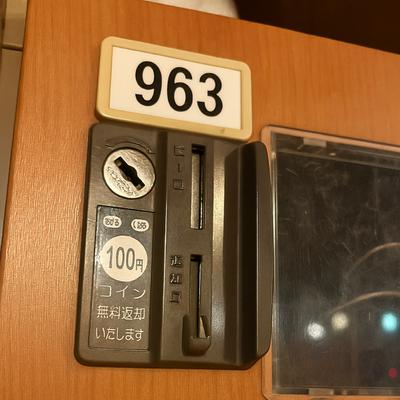 963
100円
コイン
無料返却
いたします